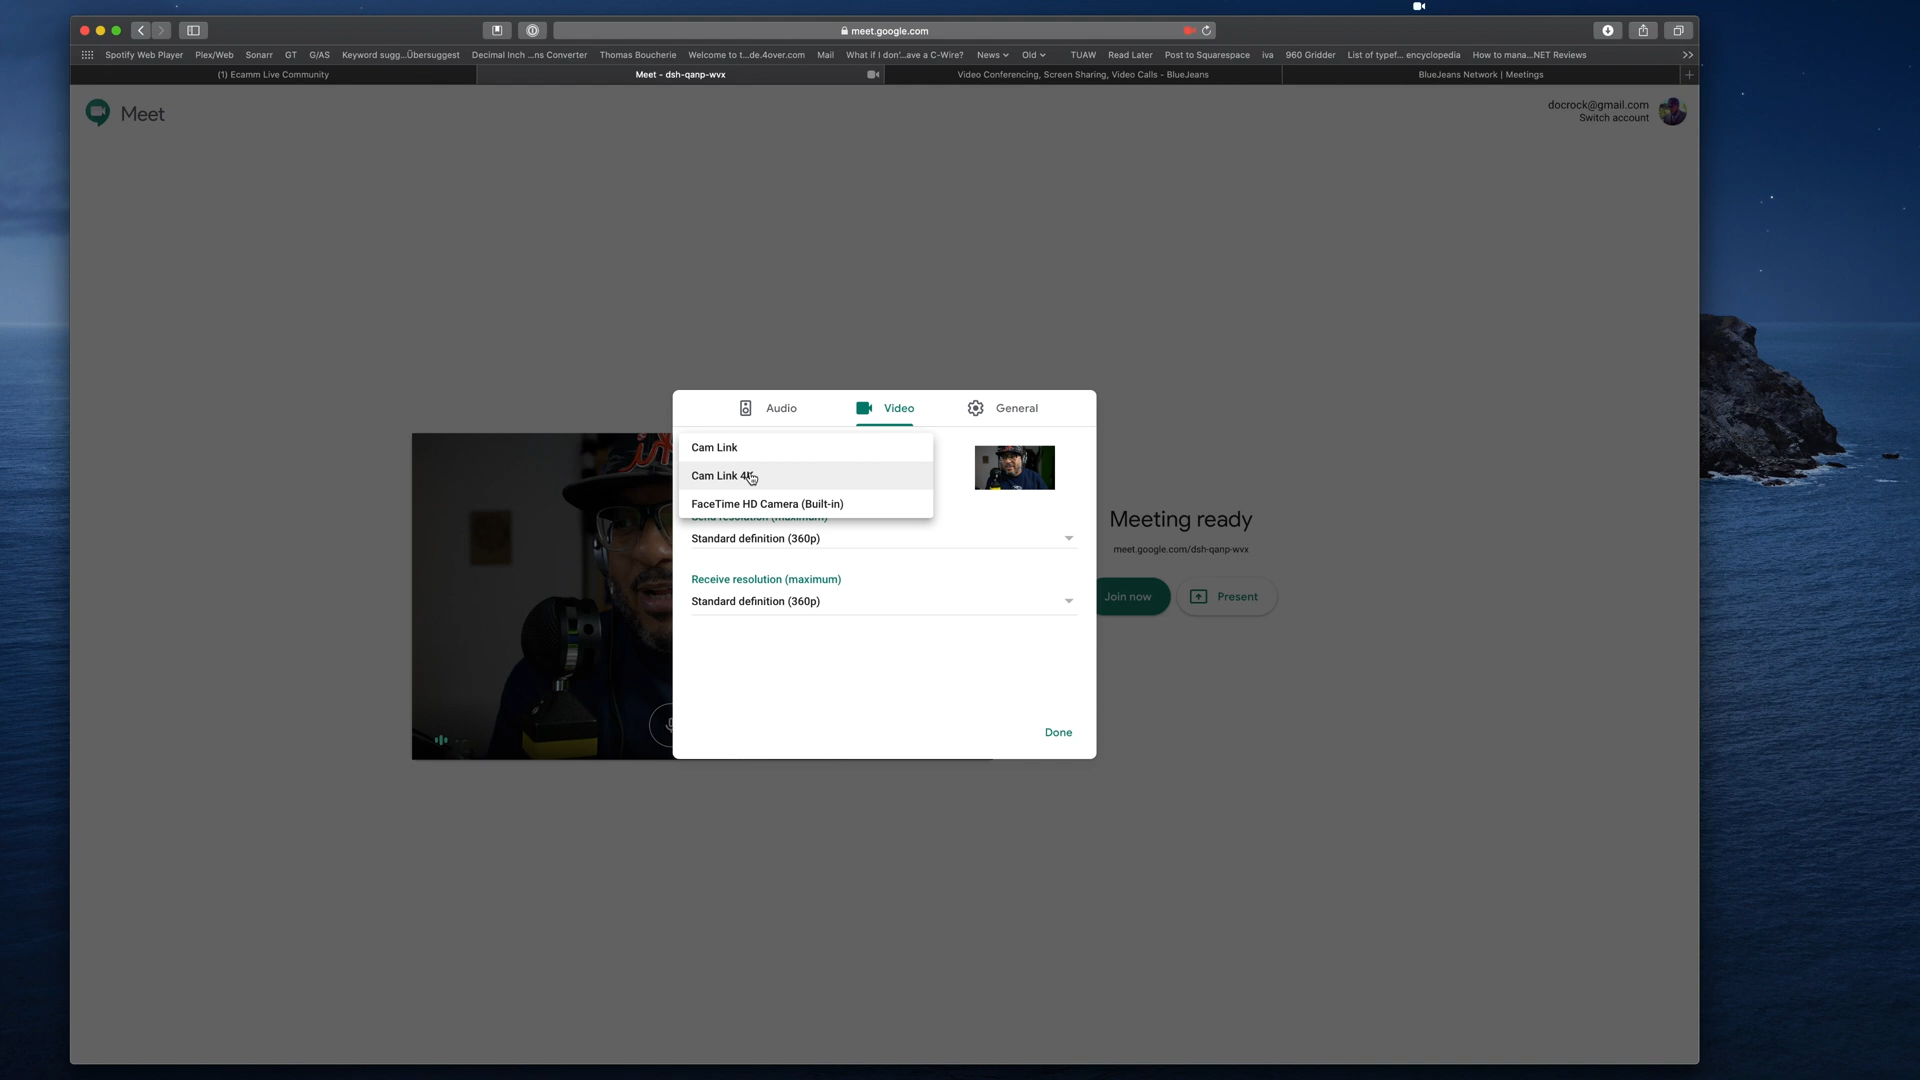 meet.google.com
Spotify Web Player Plex/Web Sonarr GT G/AS Keyword sugg...Übersuggest Decimal Inch ...ns Converter Thomas Boucherie Welcome to t...de.4over.com Mail What if I don'...ave a C-Wire? News Old TUAW Read Later Post to Squarespace iva 960 Gridder List of typef... encyclopedia How to mana...NET Reviews
(1) Ecamm Live Community Meet - dsh-qanp-wvx Video Conferencing, Screen Sharing, Video Calls - BlueJeans BlueJeans Network | Meetings
Meet
docrock@gmail.com
Switch account
Audio Video General
Cam Link
Cam Link 4K
FaceTime HD Camera (Built-in)
Send resolution (maximum)
Standard definition (360p)
Receive resolution (maximum)
Standard definition (360p)
Done
Meeting ready
meet.google.com/dsh-qanp-wvx
Join now Present